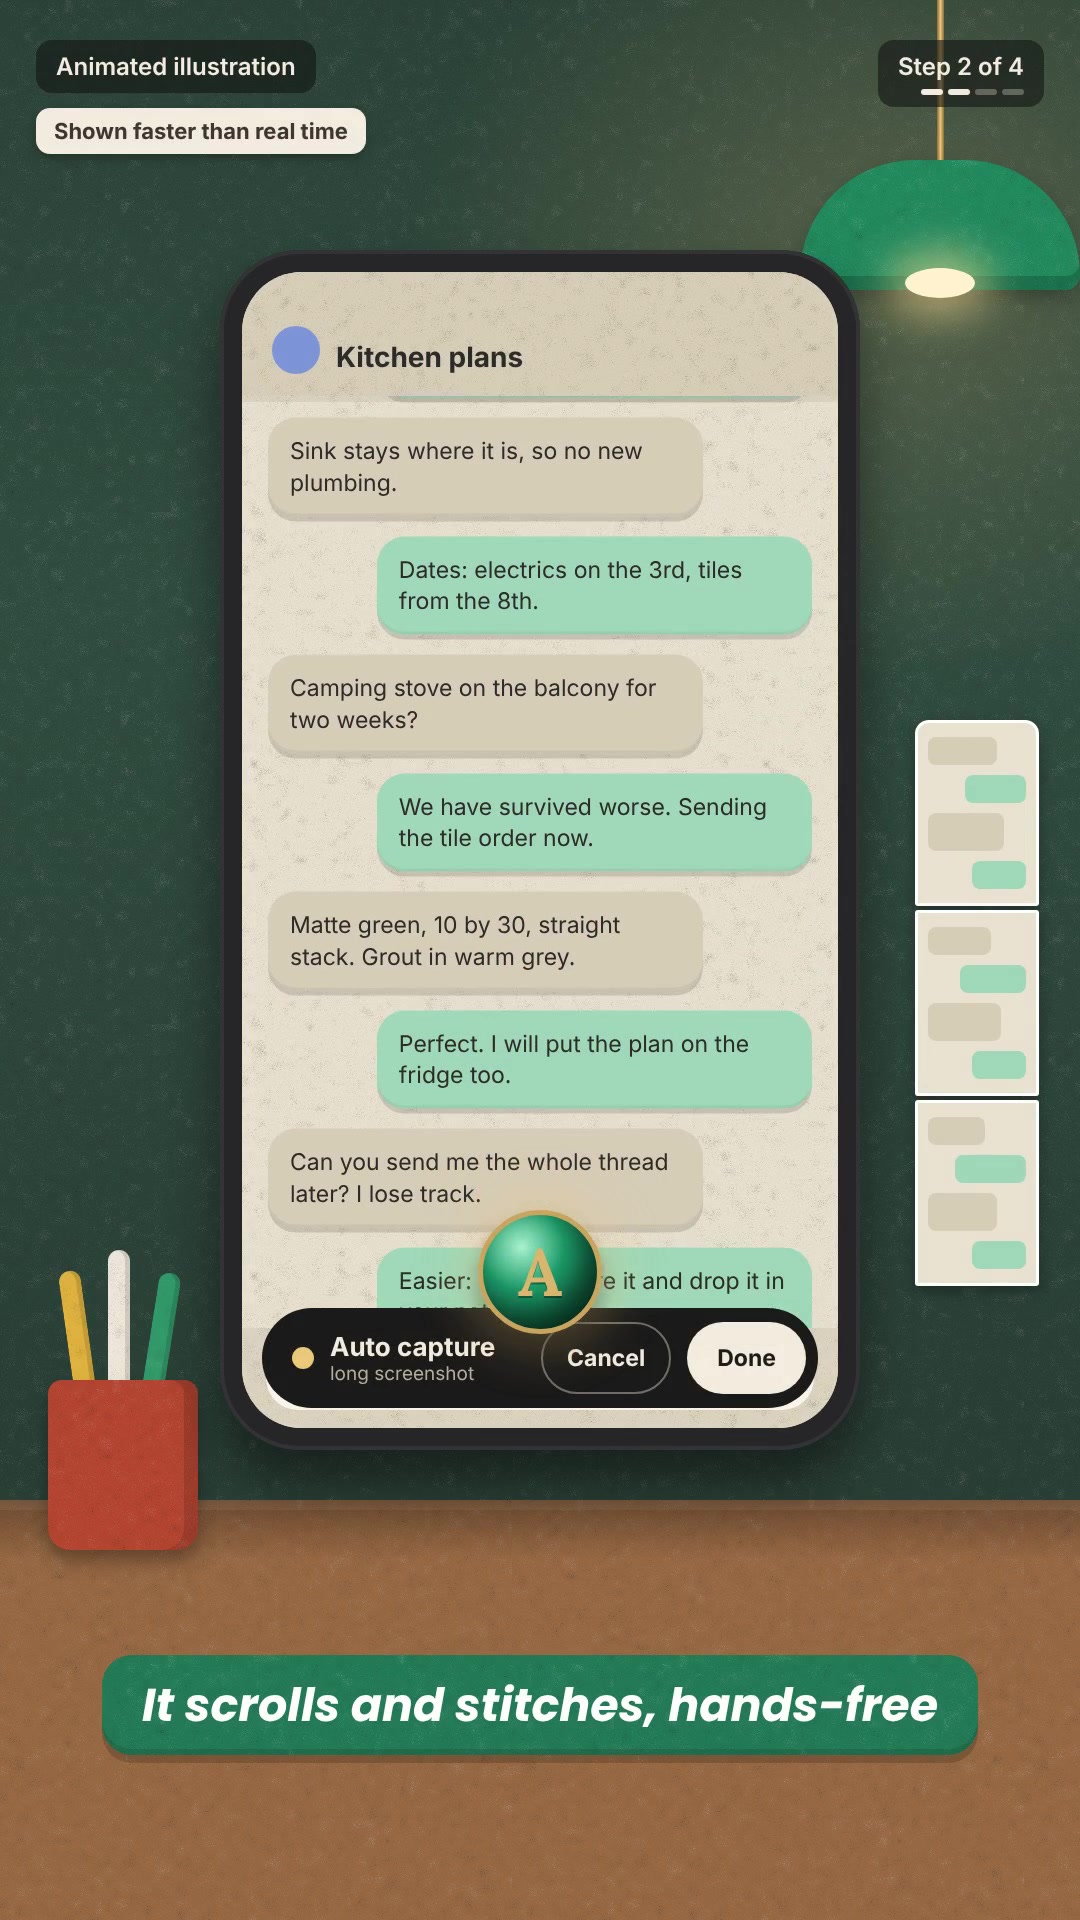 Animated illustration
Step 2 of 4
Shown faster than real time
Kitchen plans
Sink stays where it is, so no new
plumbing.
Dates: electrics on the 3rd, tiles
from the 8th.
Camping stove on the balcony for
two weeks?
We have survived worse. Sending
the tile order now.
Matte green, 10 by 30, straight
stack. Grout in warm grey.
Perfect. I will put the plan on the
fridge too.
Can you send me the whole thread
later? I lose track.
Easier: it and drop it in
A
Auto capture
long screenshot
Cancel
Done
It scrolls and stitches, hands-free